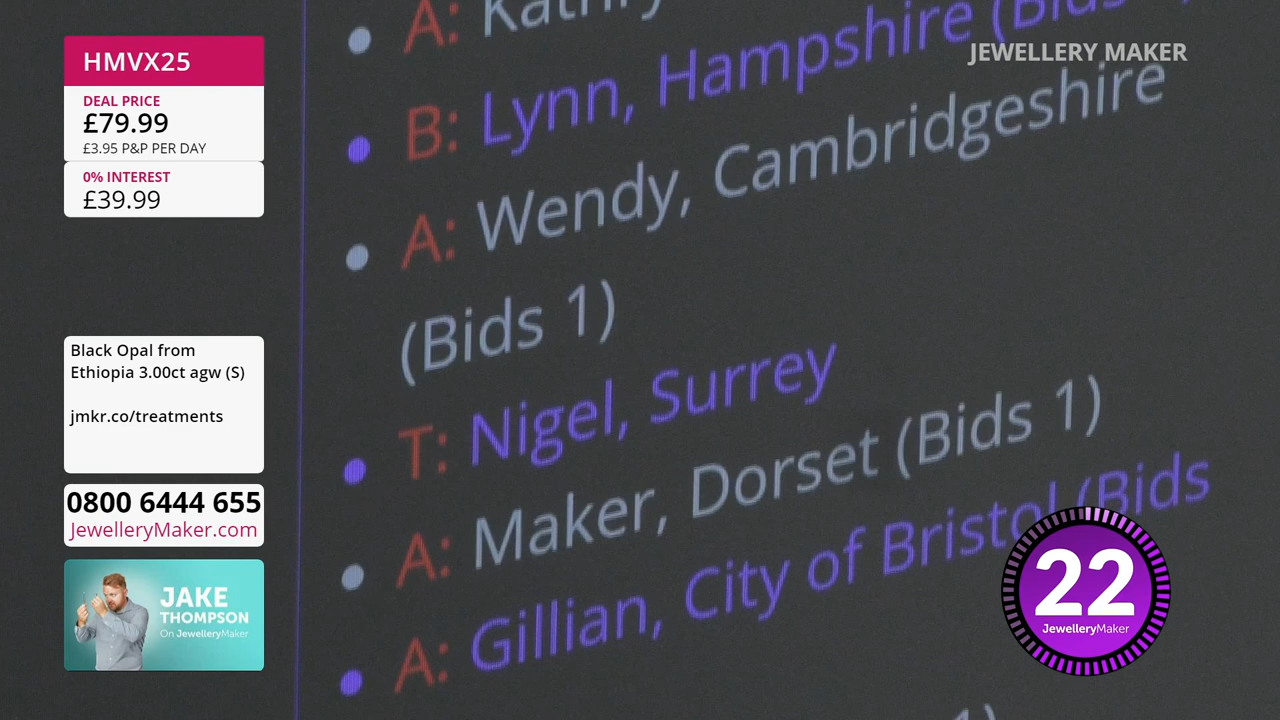 HMVX25
DEAL PRICE
£79.99
£3.95 P&P PER DAY
0% INTEREST
£39.99
Black Opal from
Ethiopia 3.00ct agw (S)
jmkr.co/treatments
0800 6444 655
JewelleryMaker.com
JAKE
THOMPSON
On JewelleryMaker
JEWELLERY MAKER
A:
B: Lynn, Hampshire (Bids
A: Wendy, Cambridgeshire
(Bids 1)
T: Nigel, Surrey
A: Maker, Dorset (Bids 1)
A: Gillian, City of Bristol (Bids
22
JewelleryMaker